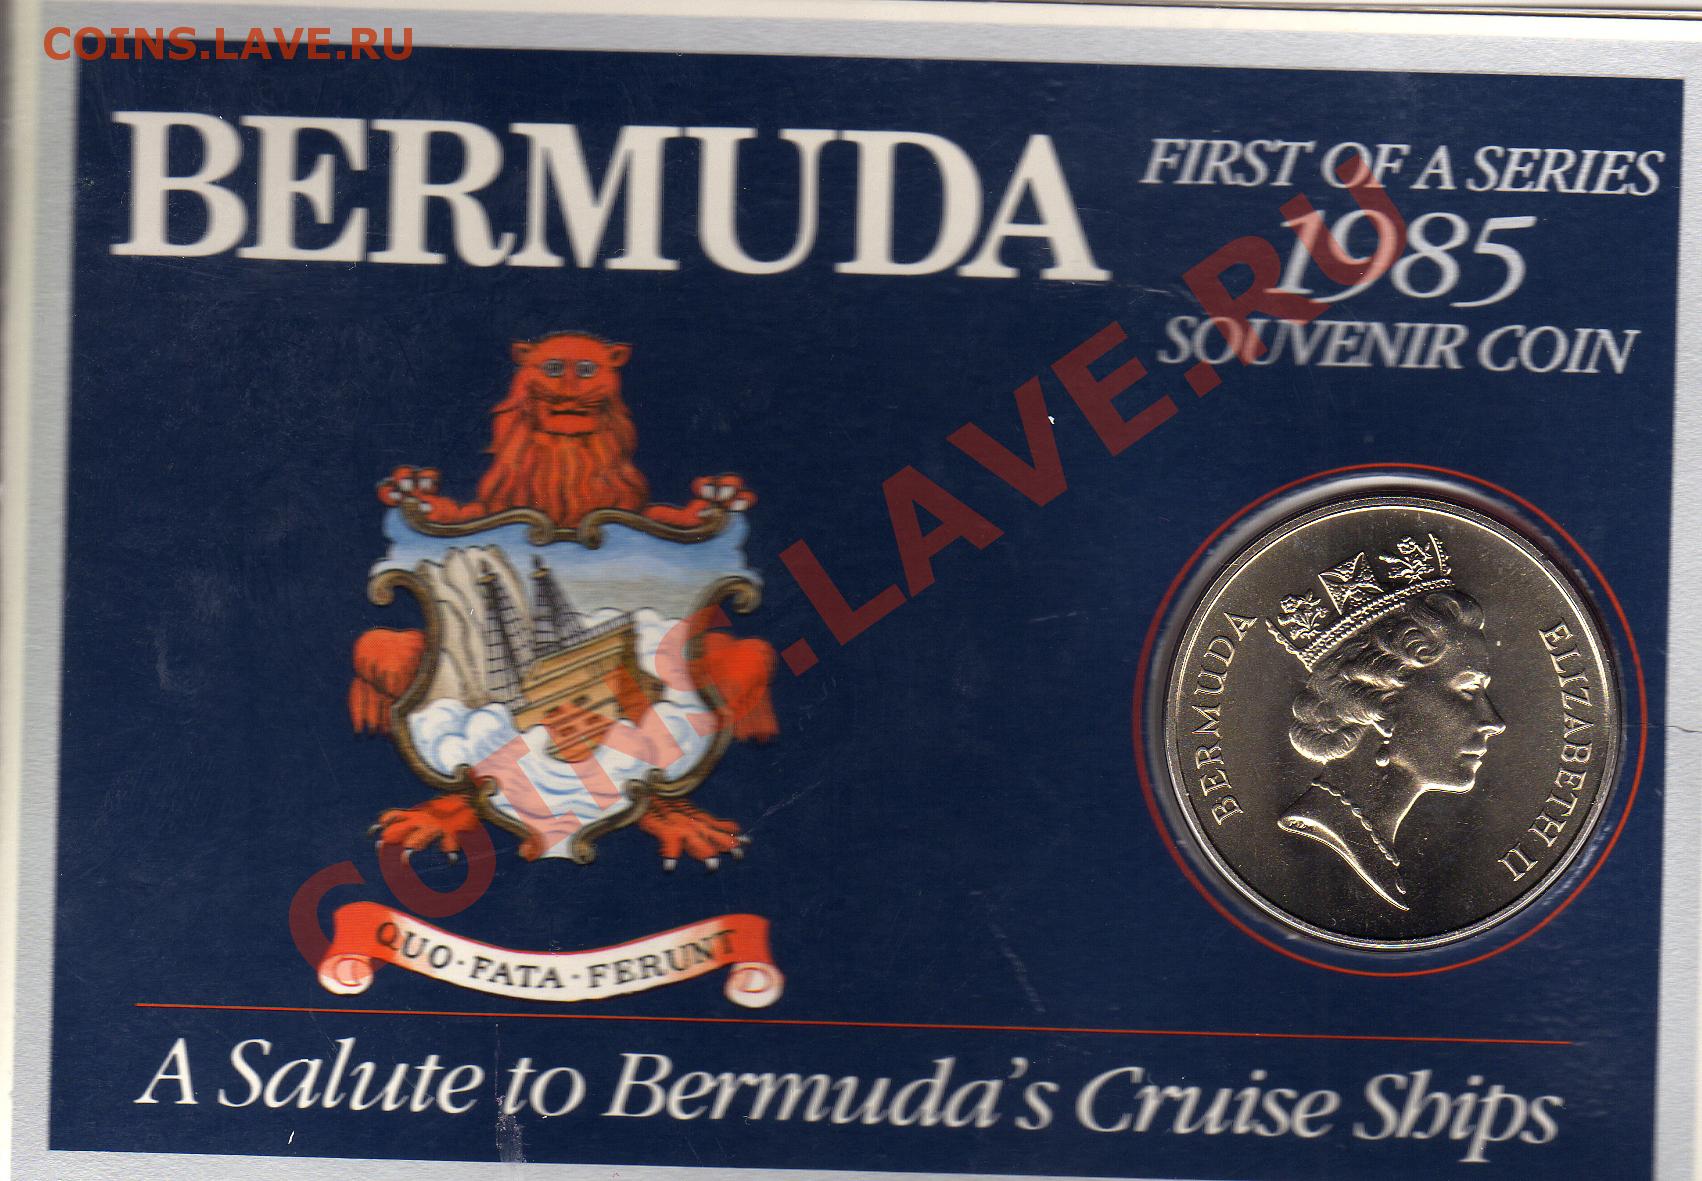 COINS.LAVE.RU
BERMUDA
FIRST OF A SERIES
1985
SOUVENIR COIN
COINS.LAVE.RU
BERMUDA
ELIZABETH II
QUO·FATA·FERUNT
A Salute to Bermuda's Cruise Ships